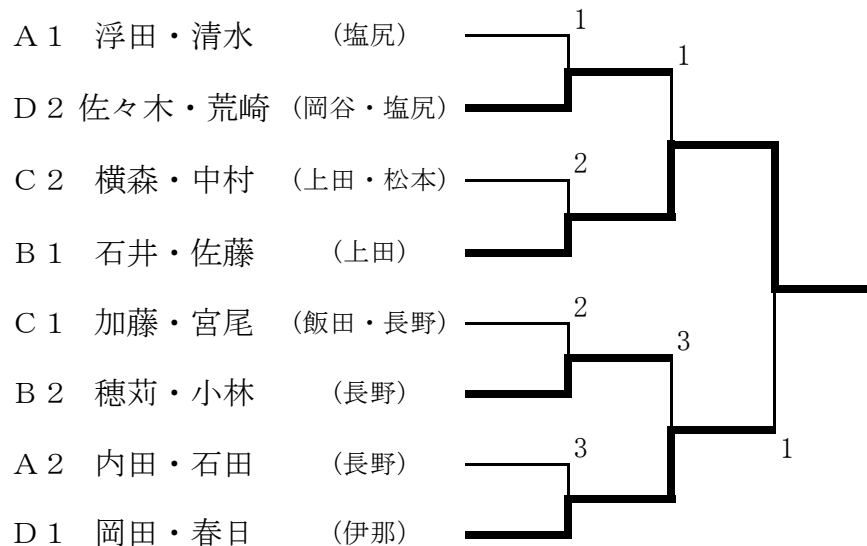 A1 浮田・清水 (塩尻) 1
1
D2 佐々木・荒崎 (岡谷・塩尻)
C2 横森・中村 (上田・松本) 2
B1 石井・佐藤 (上田)
C1 加藤・宮尾 (飯田・長野) 2
3
B2 穂苅・小林 (長野)
A2 内田・石田 (長野) 3
1
D1 岡田・春日 (伊那)